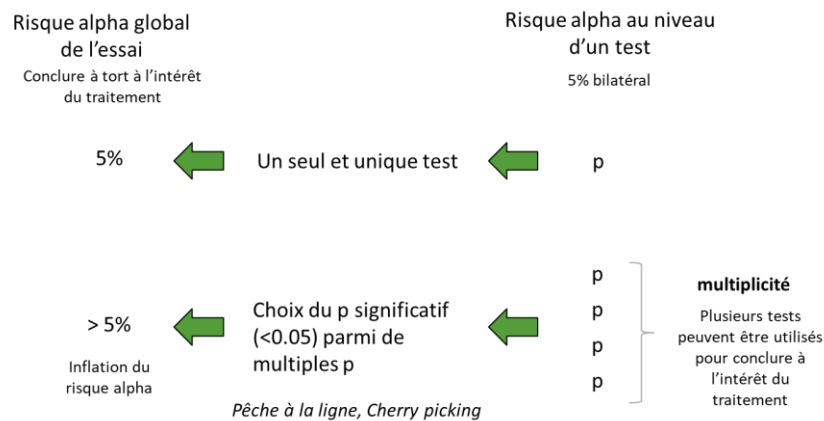 Risque alpha global
de l'essai
Conclure à tort à l'intérêt
du traitement
Risque alpha au niveau
d'un test
5% bilatéral
5%
Un seul et unique test
p
> 5%
Inflation du
risque alpha
Choix du p significatif
(<0.05) parmi de
multiples p
Pêche à la ligne, Cherry picking
p
p
p
p
multiplicité
Plusieurs tests
peuvent être utilisés
pour conclure à
l'intérêt du
traitement